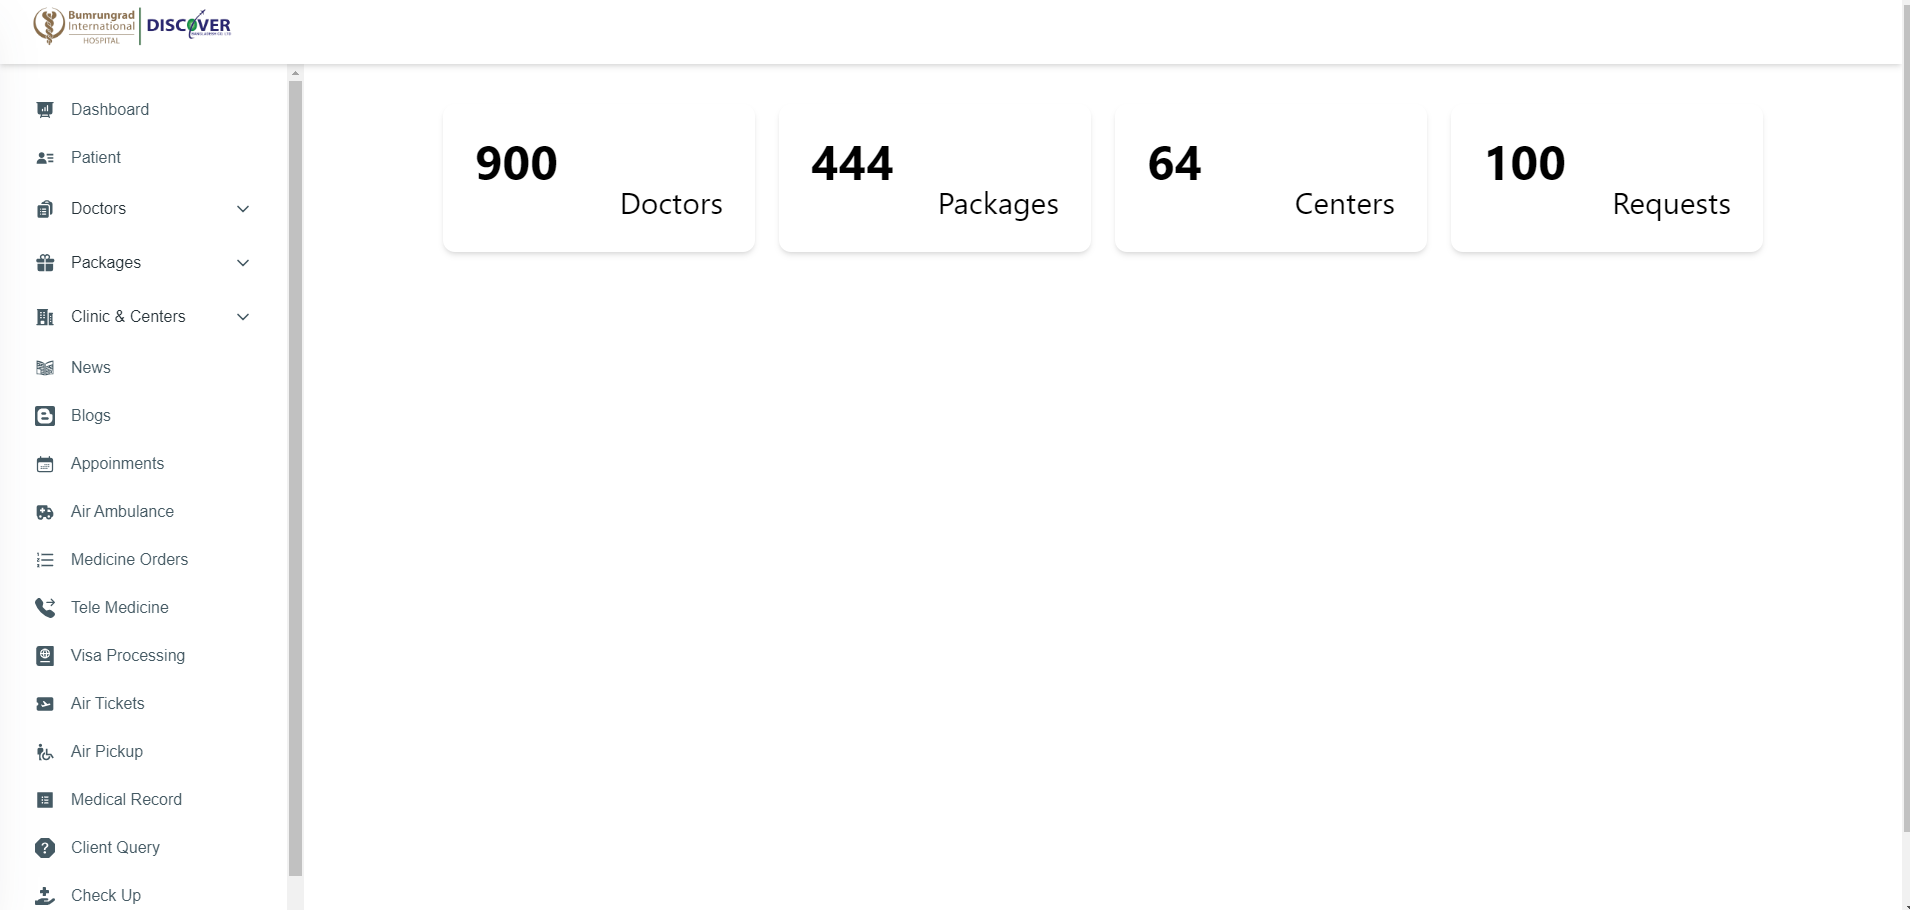 Bumrungrad
International
HOSPITAL
DISCOVER
Dashboard
Patient
Doctors
Packages
Clinic & Centers
News
Blogs
Appoinments
Air Ambulance
Medicine Orders
Tele Medicine
Visa Processing
Air Tickets
Air Pickup
Medical Record
Client Query
Check Up
900
Doctors
444
Packages
64
Centers
100
Requests